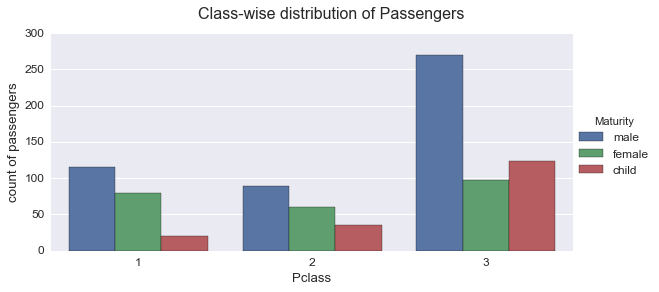 Class-wise distribution of Passengers
count of passengers
300
250
200
150
100
50
0
1
2
3
Pclass
Maturity
male
female
child